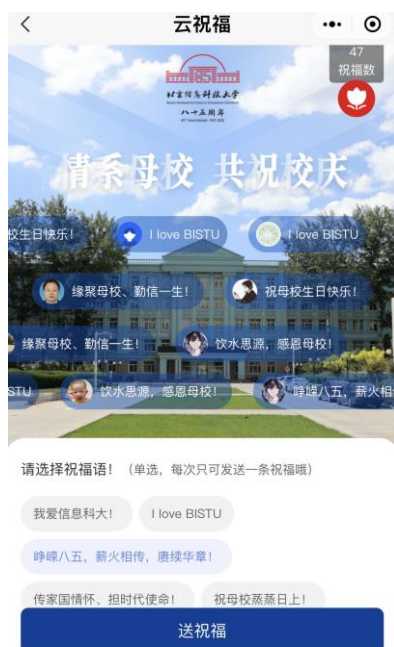 云祝福
47
祝福数
北京信息科技大学
八十五周年
情系母校 共祝校庆
校生日快乐!
I love BISTU
I love BISTU
缘聚母校、勤信一生!
祝母校生日快乐!
缘聚母校、勤信一生!
饮水思源,感恩母校!
STU
饮水思源,感恩母校!
峥嵘八五,薪火相
请选择祝福语! (单选,每次只可发送一条祝福哦)
我爱信息科大!
I love BISTU
峥嵘八五,薪火相传,赓续华章!
传家国情怀、担时代使命!
祝母校蒸蒸日上!
送祝福